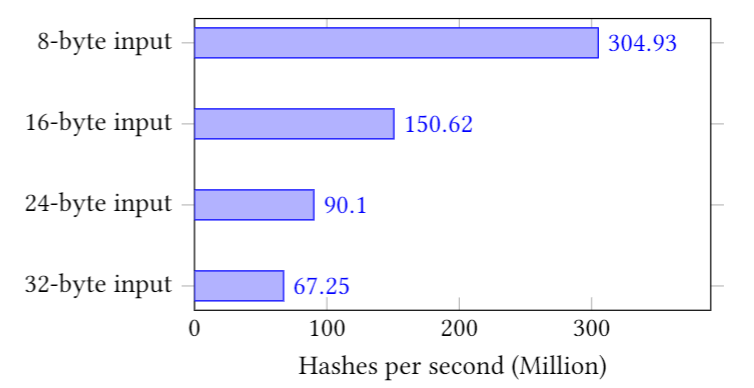 8-byte input 304.93
16-byte input 150.62
24-byte input 90.1
32-byte input 67.25
0 100 200 300
Hashes per second (Million)